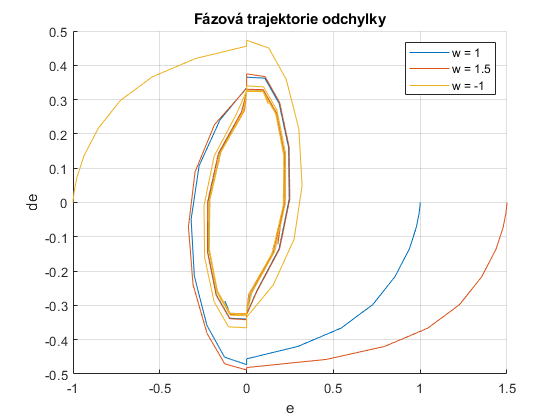 Fázová trajektorie odchylky
w = 1
w = 1.5
w = -1
0.5
0.4
0.3
0.2
0.1
0
-0.1
-0.2
-0.3
-0.4
-0.5
de
-1
-0.5
0
0.5
1
1.5
e